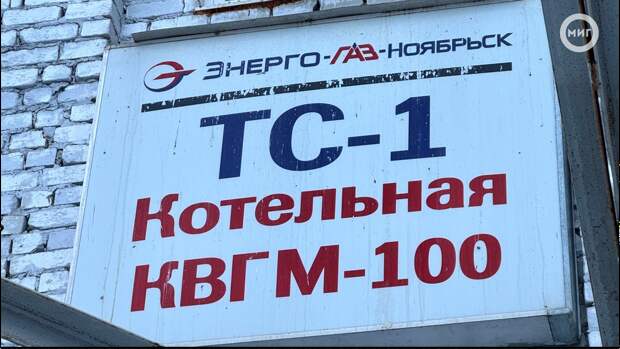 МИГ
ЭНЕРГО-ГАЗ-НОЯБРЬСК
ТС-1
Котельная
КВГМ-100